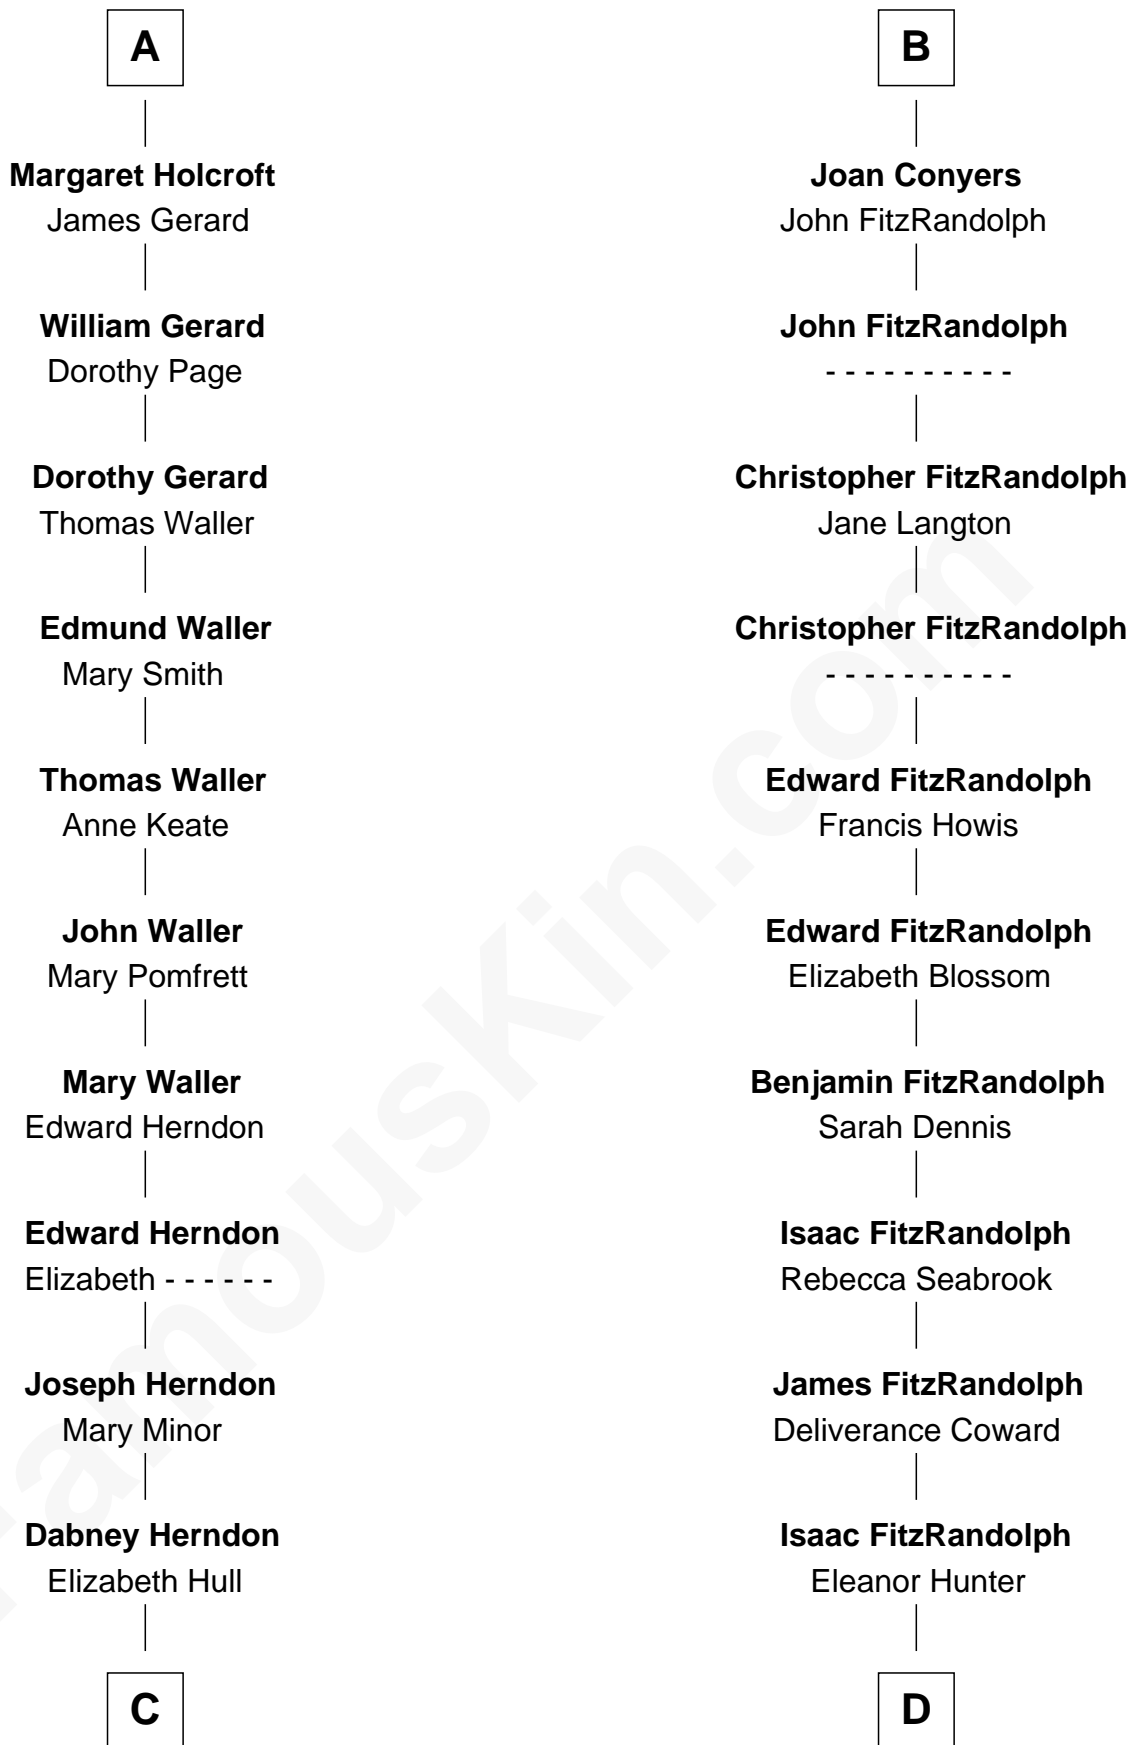 A
Margaret Holcroft
James Gerard
William Gerard
Dorothy Page
Dorothy Gerard
Thomas Waller
Edmund Waller
Mary Smith
Thomas Waller
Anne Keate
John Waller
Mary Pomfrett
Mary Waller
Edward Herndon
Edward Herndon
Elizabeth - - - - - -
Joseph Herndon
Mary Minor
Dabney Herndon
Elizabeth Hull
C
B
Joan Conyers
John FitzRandolph
John FitzRandolph
- - - - - - - - - -
Christopher FitzRandolph
Jane Langton
Christopher FitzRandolph
- - - - - - - - - -
Edward FitzRandolph
Francis Howis
Edward FitzRandolph
Elizabeth Blossom
Benjamin FitzRandolph
Sarah Dennis
Isaac FitzRandolph
Rebecca Seabrook
James FitzRandolph
Deliverance Coward
Isaac FitzRandolph
Eleanor Hunter
D
FamousKin.com